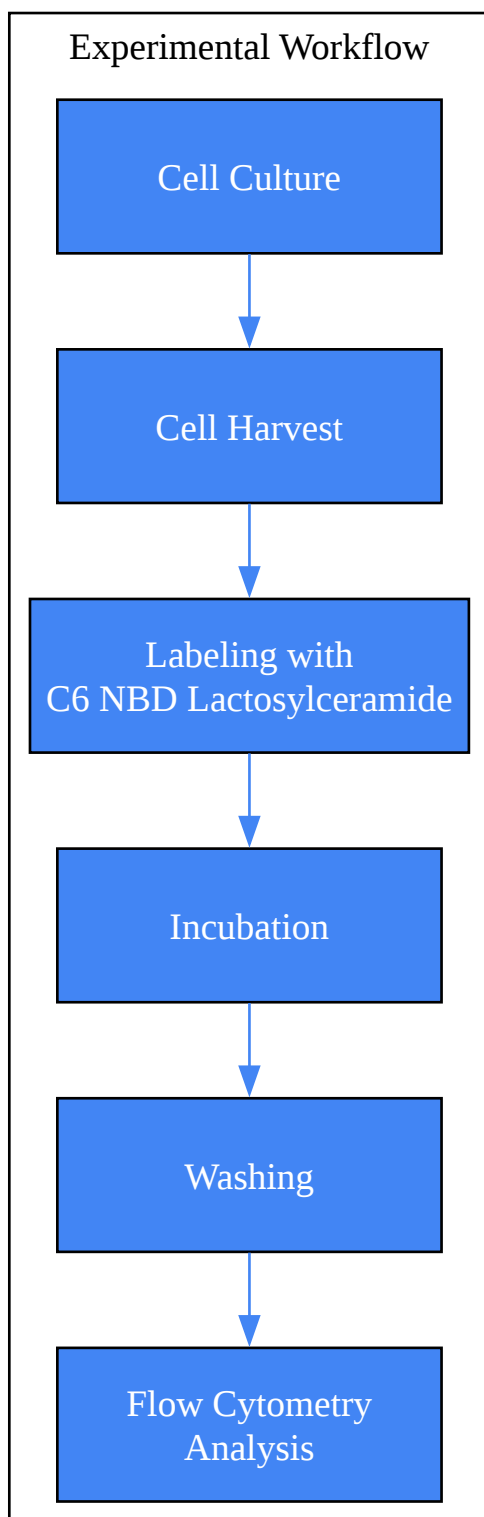 Experimental Workflow
Cell Culture
Cell Harvest
Labeling with
C6 NBD Lactosylceramide
Incubation
Washing
Flow Cytometry
Analysis